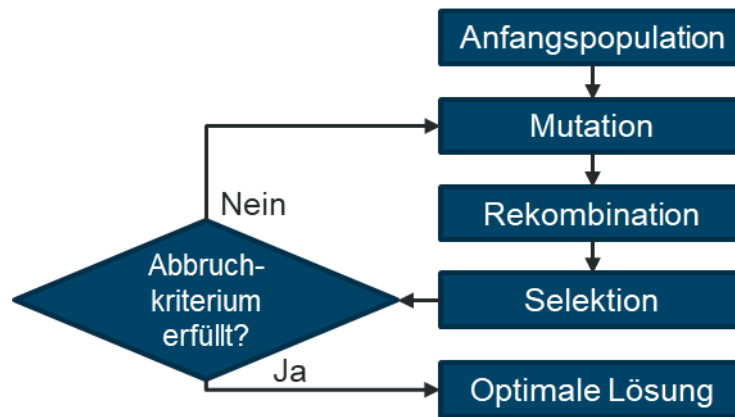 Anfangspopulation
Mutation
Nein
Rekombination
Abbruch-
kriterium
erfüllt?
Selektion
Ja
Optimale Lösung